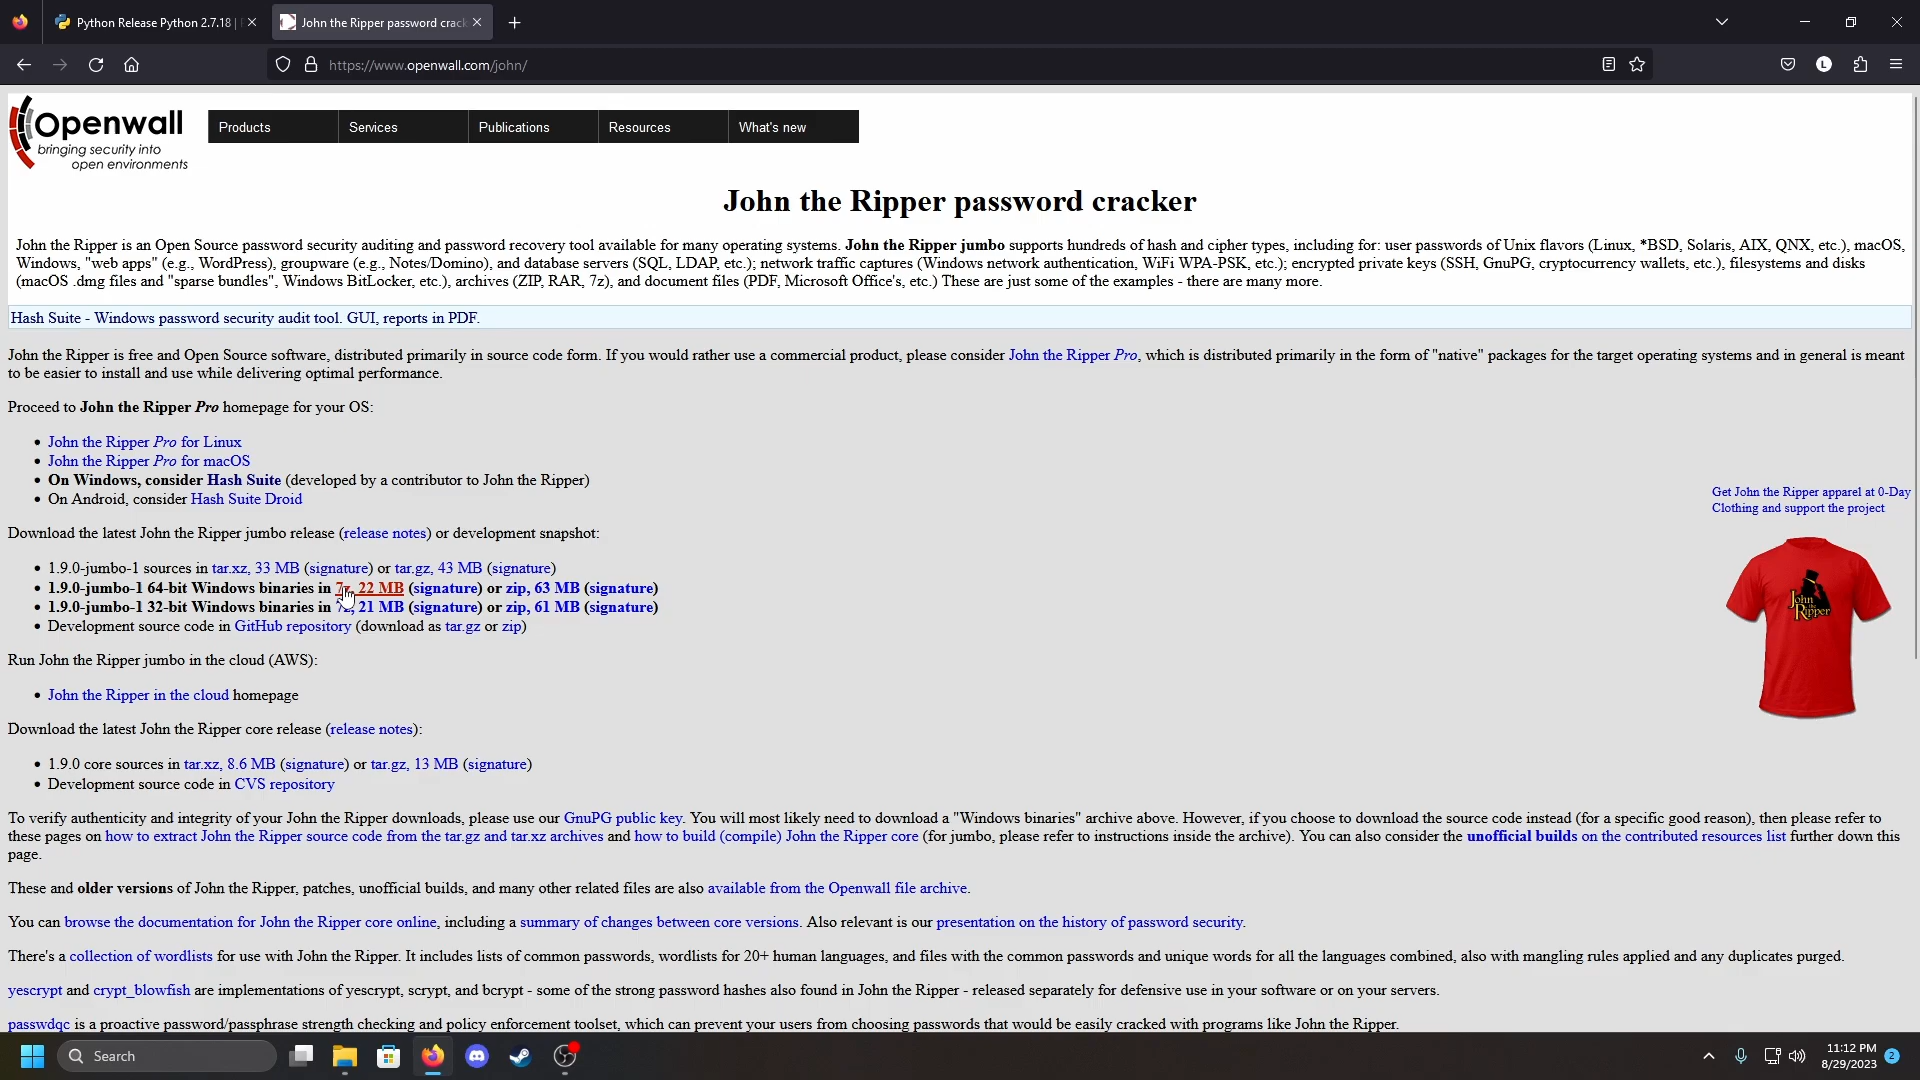 Python Release Python 2.7.18 |
John the Ripper password crack
https://www.openwall.com/john/
L
Openwall
bringing security into
open environments
Products
Services
Publications
Resources
What's new
John the Ripper password cracker
John the Ripper is an Open Source password security auditing and password recovery tool available for many operating systems. John the Ripper jumbo supports hundreds of hash and cipher types, including for: user passwords of Unix flavors (Linux, *BSD, Solaris, AIX, QNX, etc.), macOS,
Windows, "web apps" (e.g., WordPress), groupware (e.g., Notes/Domino), and database servers (SQL, LDAP, etc.); network traffic captures (Windows network authentication, WiFi WPA-PSK, etc.); encrypted private keys (SSH, GnuPG, cryptocurrency wallets, etc.), filesystems and disks
(macOS .dmg files and "sparse bundles", Windows BitLocker, etc.), archives (ZIP, RAR, 7z), and document files (PDF, Microsoft Office's, etc.) These are just some of the examples - there are many more.
Hash Suite - Windows password security audit tool. GUI, reports in PDF.
John the Ripper is free and Open Source software, distributed primarily in source code form. If you would rather use a commercial product, please consider John the Ripper Pro, which is distributed primarily in the form of "native" packages for the target operating systems and in general is meant
to be easier to install and use while delivering optimal performance.
Proceed to John the Ripper Pro homepage for your OS:
• John the Ripper Pro for Linux
• John the Ripper Pro for macOS
• On Windows, consider Hash Suite (developed by a contributor to John the Ripper)
• On Android, consider Hash Suite Droid
Get John the Ripper apparel at 0-Day
Clothing and support the project
John
the
Ripper
Download the latest John the Ripper jumbo release (release notes) or development snapshot:
• 1.9.0-jumbo-1 sources in tar.xz, 33 MB (signature) or tar.gz, 43 MB (signature)
• 1.9.0-jumbo-1 64-bit Windows binaries in 7z, 22 MB (signature) or zip, 63 MB (signature)
• 1.9.0-jumbo-1 32-bit Windows binaries in 7z, 21 MB (signature) or zip, 61 MB (signature)
• Development source code in GitHub repository (download as tar.gz or zip)
Run John the Ripper jumbo in the cloud (AWS):
• John the Ripper in the cloud homepage
Download the latest John the Ripper core release (release notes):
• 1.9.0 core sources in tar.xz, 8.6 MB (signature) or tar.gz, 13 MB (signature)
• Development source code in CVS repository
To verify authenticity and integrity of your John the Ripper downloads, please use our GnuPG public key. You will most likely need to download a "Windows binaries" archive above. However, if you choose to download the source code instead (for a specific good reason), then please refer to
these pages on how to extract John the Ripper source code from the tar.gz and tar.xz archives and how to build (compile) John the Ripper core (for jumbo, please refer to instructions inside the archive). You can also consider the unofficial builds on the contributed resources list further down this
page.
These and older versions of John the Ripper, patches, unofficial builds, and many other related files are also available from the Openwall file archive.
You can browse the documentation for John the Ripper core online, including a summary of changes between core versions. Also relevant is our presentation on the history of password security.
There's a collection of wordlists for use with John the Ripper. It includes lists of common passwords, wordlists for 20+ human languages, and files with the common passwords and unique words for all the languages combined, also with mangling rules applied and any duplicates purged.
yescrypt and crypt_blowfish are implementations of yescrypt, scrypt, and bcrypt - some of the strong password hashes also found in John the Ripper - released separately for defensive use in your software or on your servers.
passwdqc is a proactive password/passphrase strength checking and policy enforcement toolset, which can prevent your users from choosing passwords that would be easily cracked with programs like John the Ripper.
Search
11:12 PM
8/29/2023
2